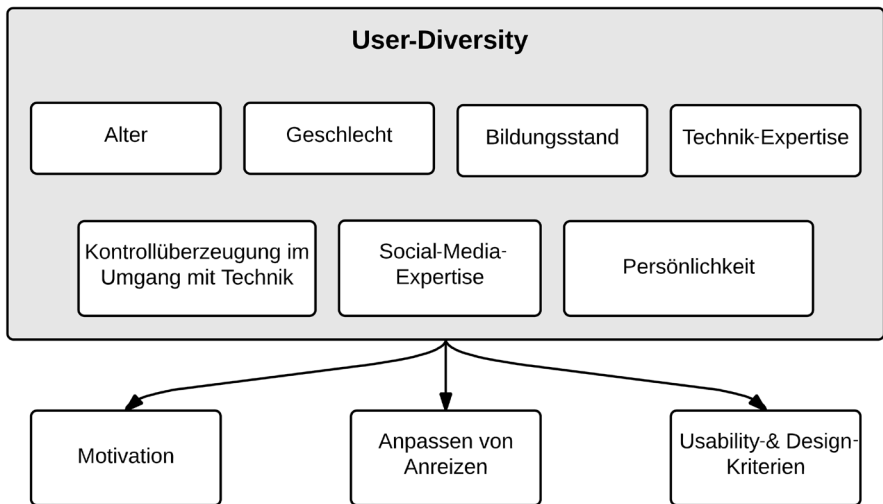 User-Diversity
Alter
Geschlecht
Bildungsstand
Technik-Expertise
Kontrollüberzeugung im
Umgang mit Technik
Social-Media-
Expertise
Persönlichkeit
Motivation
Anpassen von
Anreizen
Usability-& Design-
Kriterien